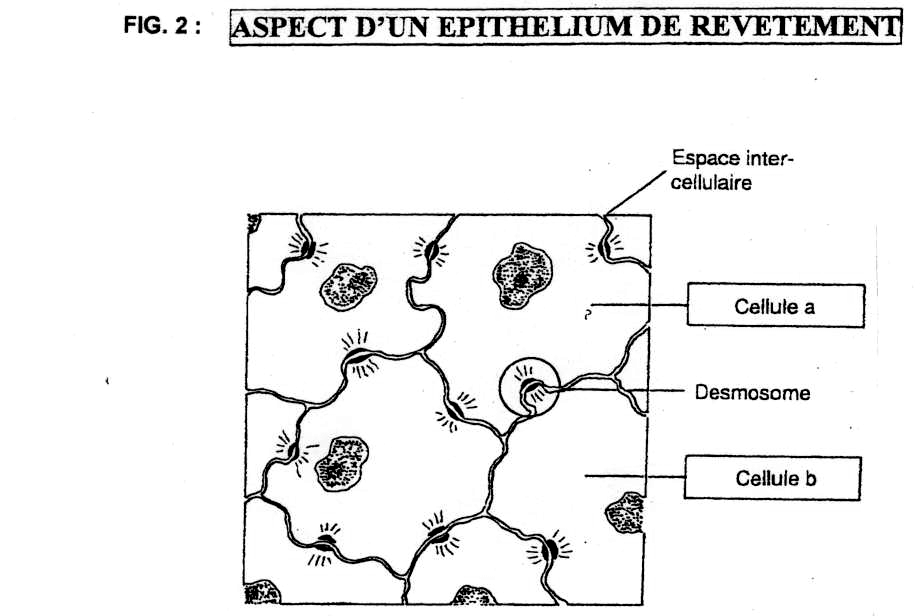 FIG. 2 : ASPECT D'UN EPITHELIUM DE REVETEMENT
Espace inter-
cellulaire
Cellule a
Desmosome
Cellule b